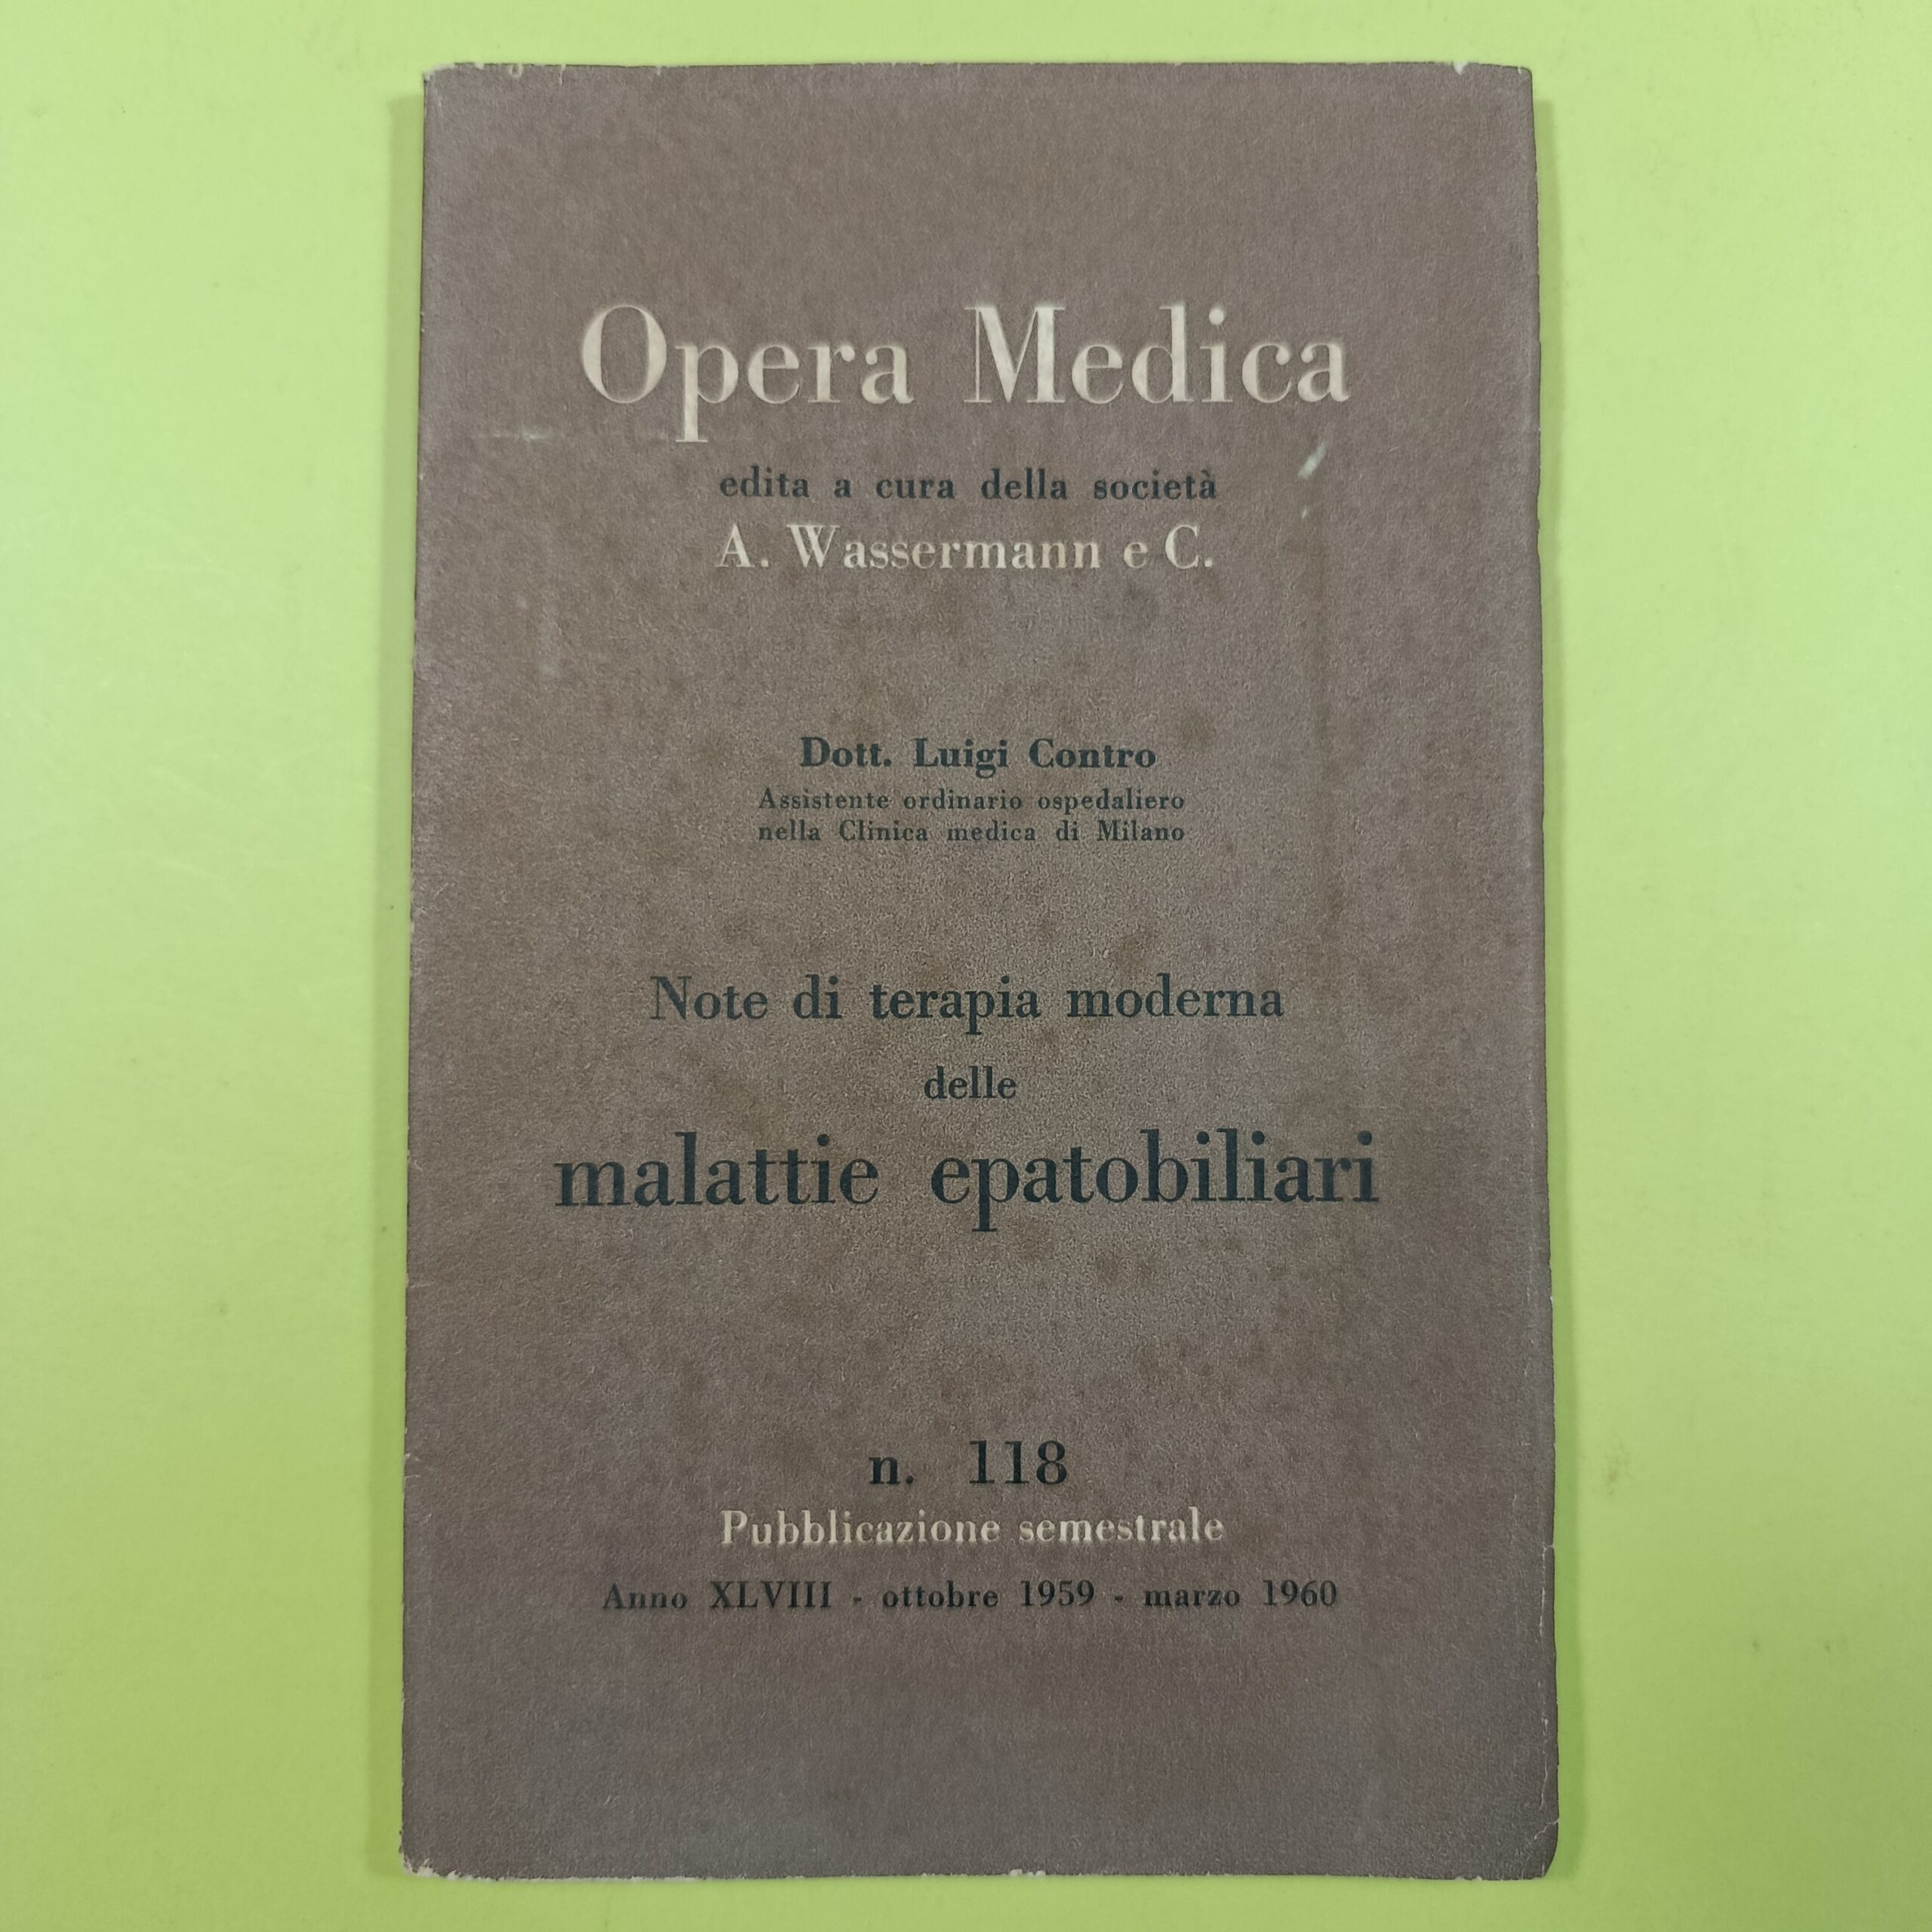 Opera Medica
edita a cura della società
A. Wassermann e C.
Dott. Luigi Contro
Assistente ordinario ospedaliero
nella Clinica medica di Milano
Note di terapia moderna
delle
malattie epatobiliari
n. 118
Pubblicazione semestrale
Anno XLVIII - ottobre 1959 - marzo 1960